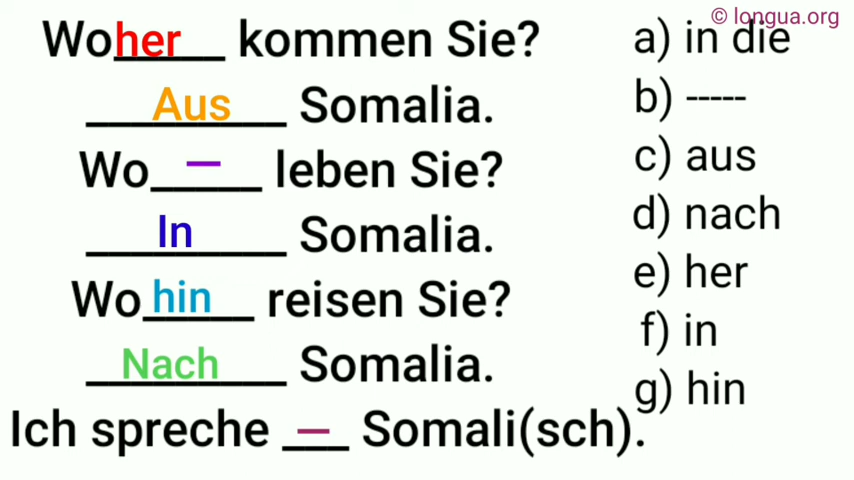 © longua.org
Woher kommen Sie?
Aus Somalia.
Wo— leben Sie?
In Somalia.
Wohin reisen Sie?
Nach Somalia.
Ich spreche — Somali(sch).
a) in die
b) -----
c) aus
d) nach
e) her
f) in
g) hin